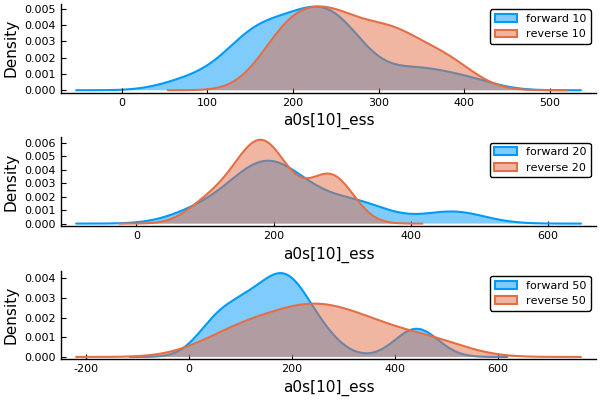 0.005
0.004
0.003
0.002
0.001
0.000
Density
forward 10
reverse 10
0 100 200 300 400 500
a0s[10]_ess
0.006
0.005
0.004
0.003
0.002
0.001
0.000
Density
forward 20
reverse 20
0 200 400 600
a0s[10]_ess
0.004
0.003
0.002
0.001
0.000
Density
forward 50
reverse 50
-200 0 200 400 600
a0s[10]_ess